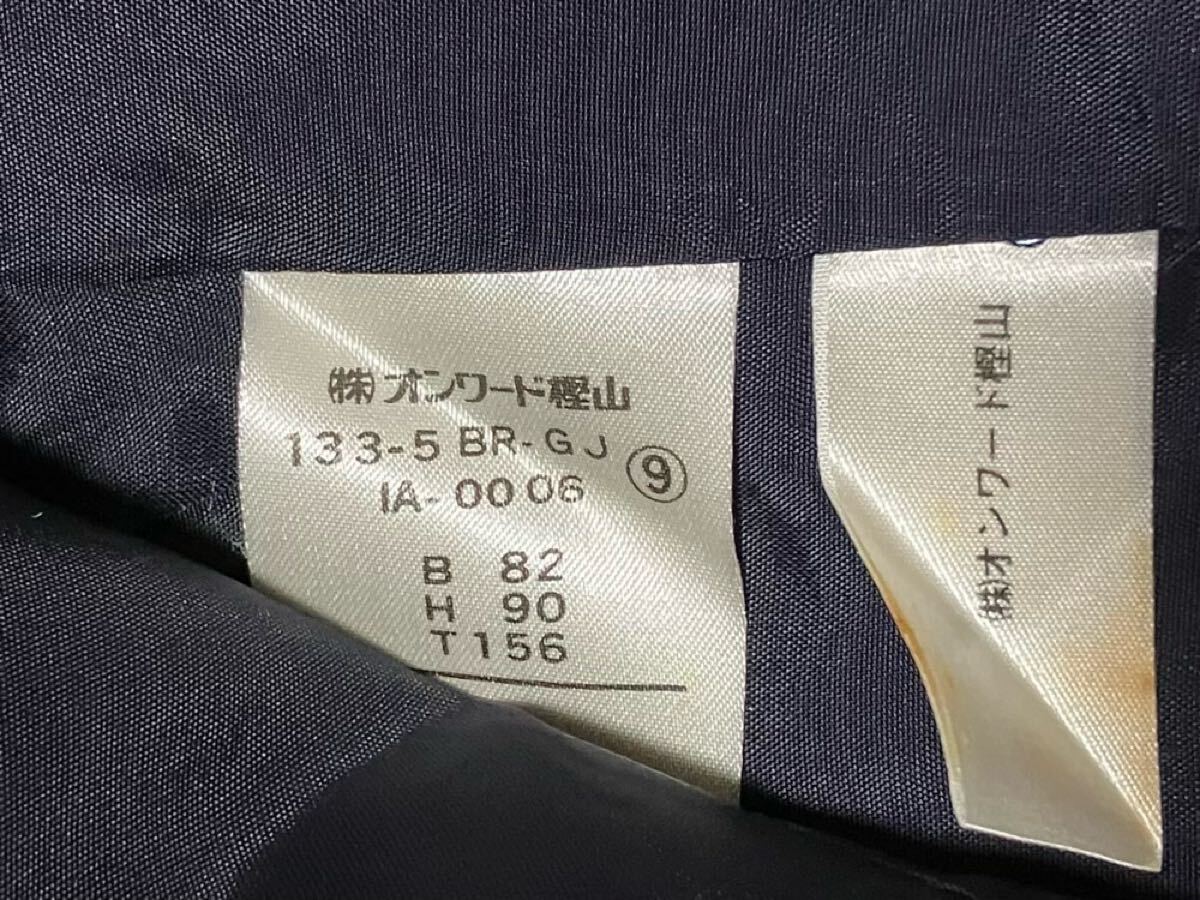 ㈱オンワード樫山
133-5 BR-GJ ⑨
IA-0006
B 82
H 90
T156
㈱オンワード樫山